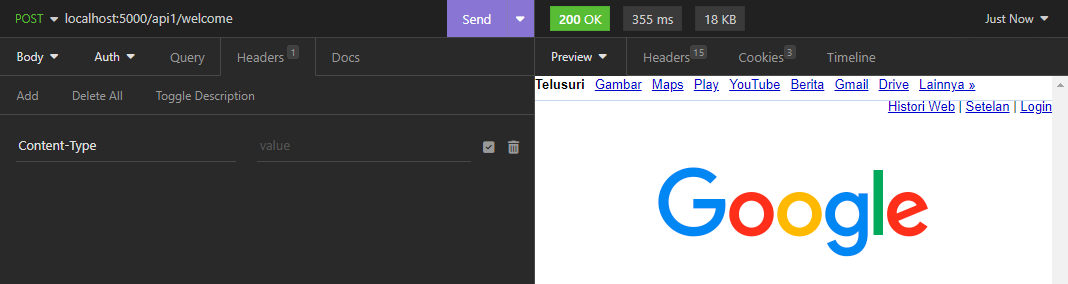 POST localhost:5000/api1/welcome Send
200 OK 355 ms 18 KB Just Now
Body Auth Query Headers 1 Docs
Preview Headers 15 Cookies 3 Timeline
Add Delete All Toggle Description
Content-Type value
Telusuri Gambar Maps Play YouTube Berita Gmail Drive Lainnya »
Histori Web | Setelan | Login
Google